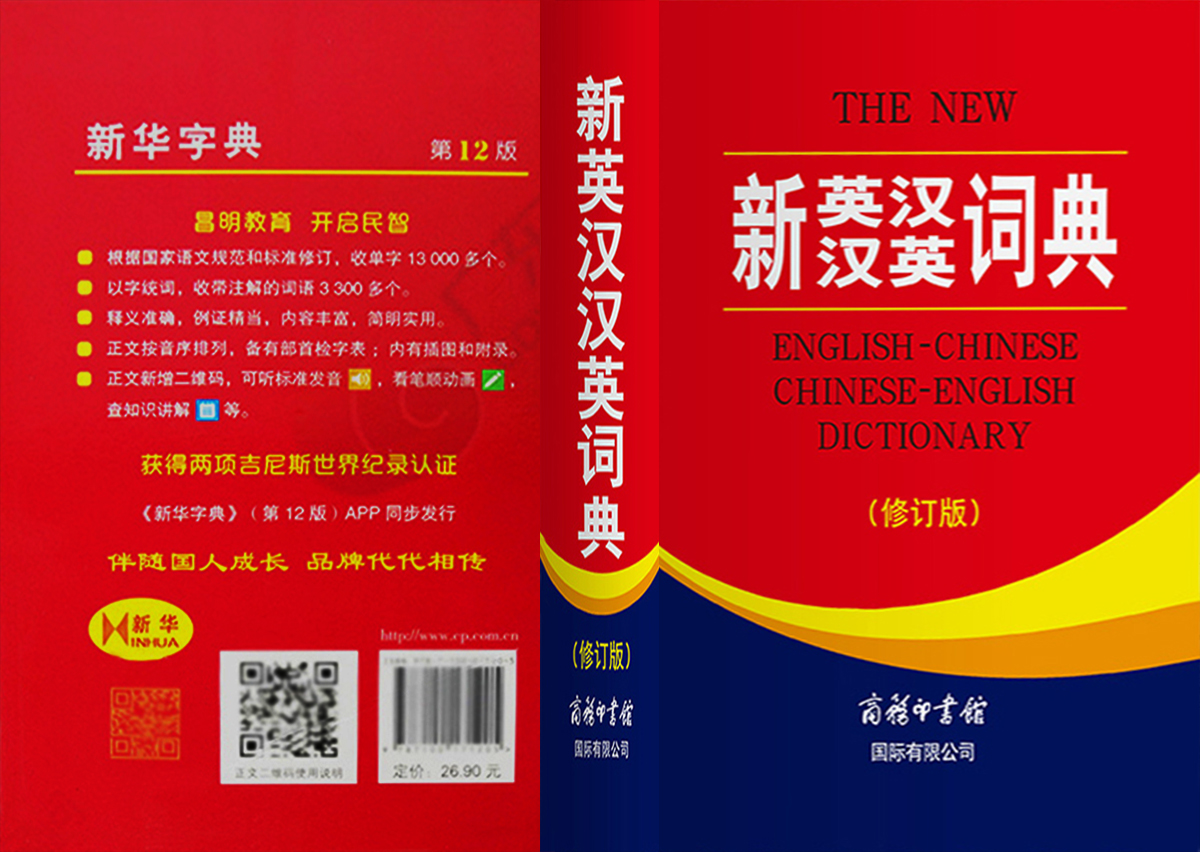 新华字典
第12版
昌明教育 开启民智
根据国家语文规范和标准修订，收单字 13 000 多个。
以字统词，收带注解的词语 3 300 多个。
释义准确，例证精当，内容丰富，简明实用。
正文按音序排列，备有部首检字表；内有插图和附录。
正文新增二维码，可听标准发音，看笔顺动画，
查知识讲解等。
获得两项吉尼斯世界纪录认证
《新华字典》（第 12 版）APP 同步发行
伴随国人成长 品牌代代相传
新华
XINHUA
http://www.cp.com.cn
正文二维码使用说明
定价：26.90 元
新英汉汉英词典
（修订版）
商務印書館
国际有限公司
THE NEW
新英汉汉英词典
ENGLISH-CHINESE
CHINESE-ENGLISH
DICTIONARY
（修订版）
商務印書館
国际有限公司